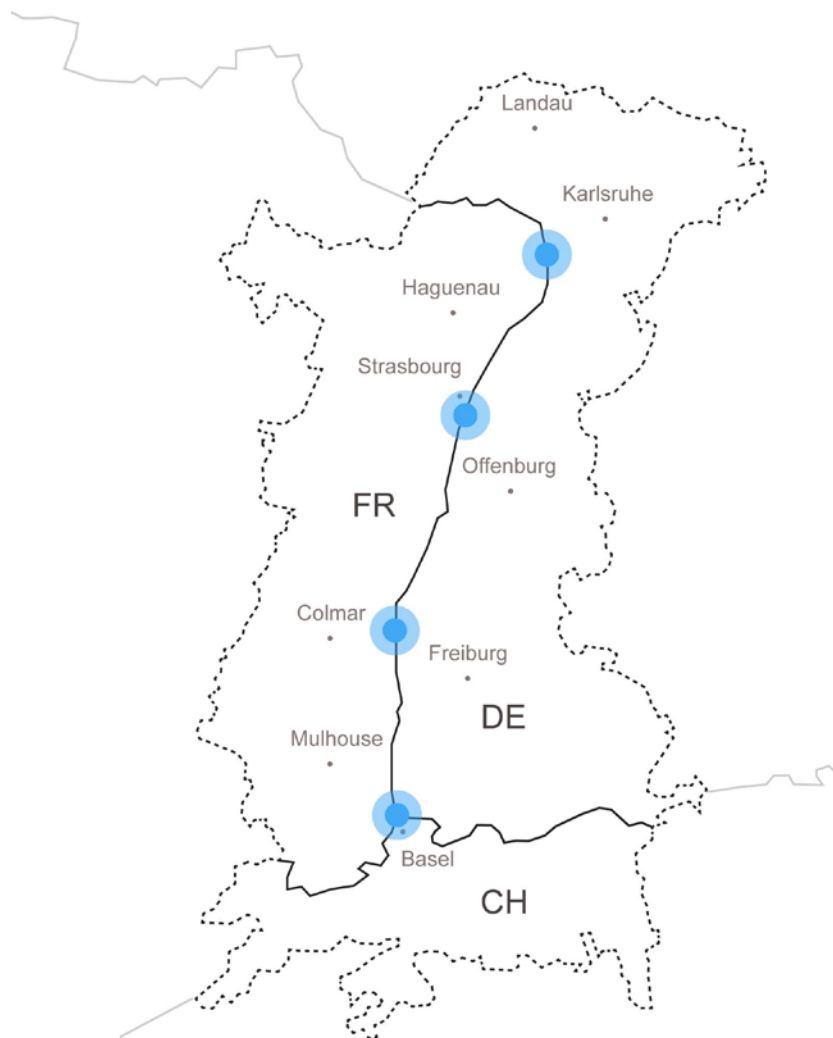 Landau
Karlsruhe
Haguenau
Strasbourg
Offenburg
FR
Colmar
Freiburg
DE
Mulhouse
Basel
CH